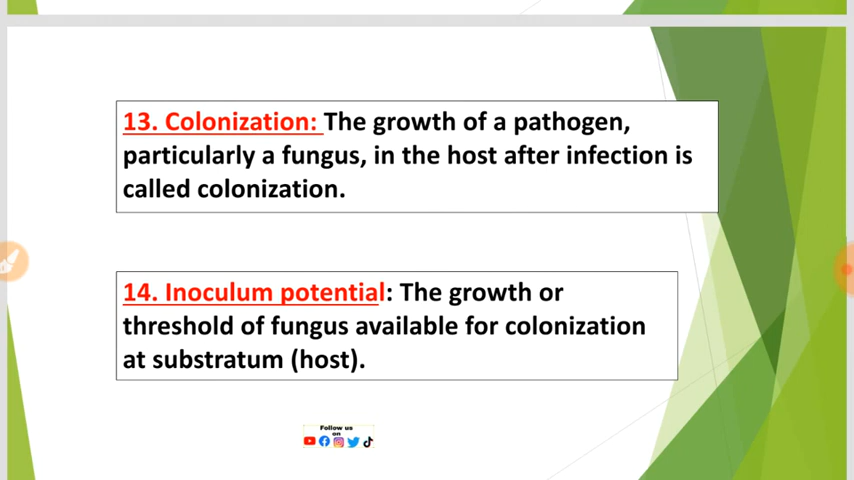 13. Colonization: The growth of a pathogen,
particularly a fungus, in the host after infection is
called colonization.
14. Inoculum potential: The growth or
threshold of fungus available for colonization
at substratum (host).
Follow us
on